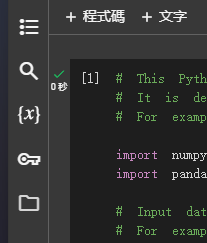 + 程式碼 + 文字
{x}
0 秒
[1] # This Pyth
# It is de
# For examp
import numpy
import panda
# Input dat
# For examp